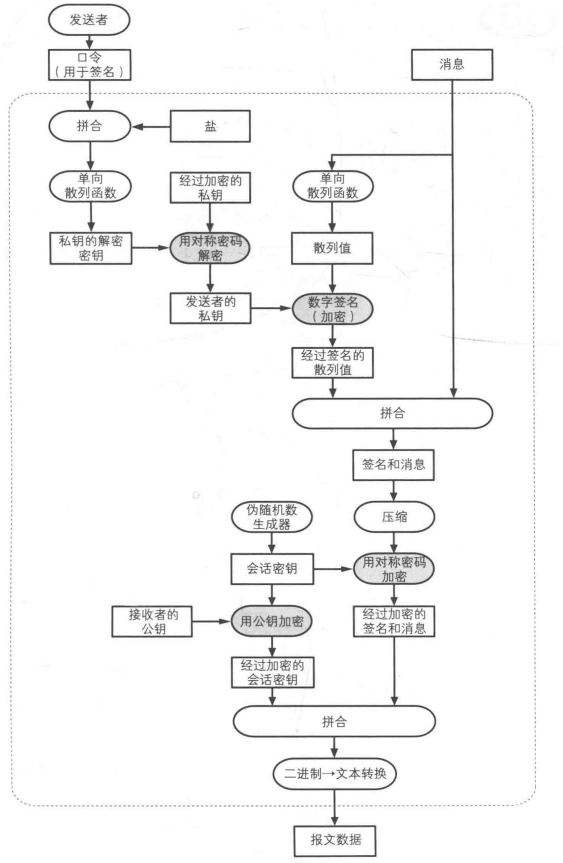 发送者
口令
（用于签名）
消息
拼合
盐
单向
散列函数
经过加密的
私钥
单向
散列函数
私钥的解密
密钥
用对称密码
解密
散列值
发送者的
私钥
数字签名
（加密）
经过签名的
散列值
拼合
签名和消息
伪随机数
生成器
压缩
会话密钥
用对称密码
加密
接收者的
公钥
用公钥加密
经过加密的
签名和消息
经过加密的
会话密钥
拼合
二进制→文本转换
报文数据